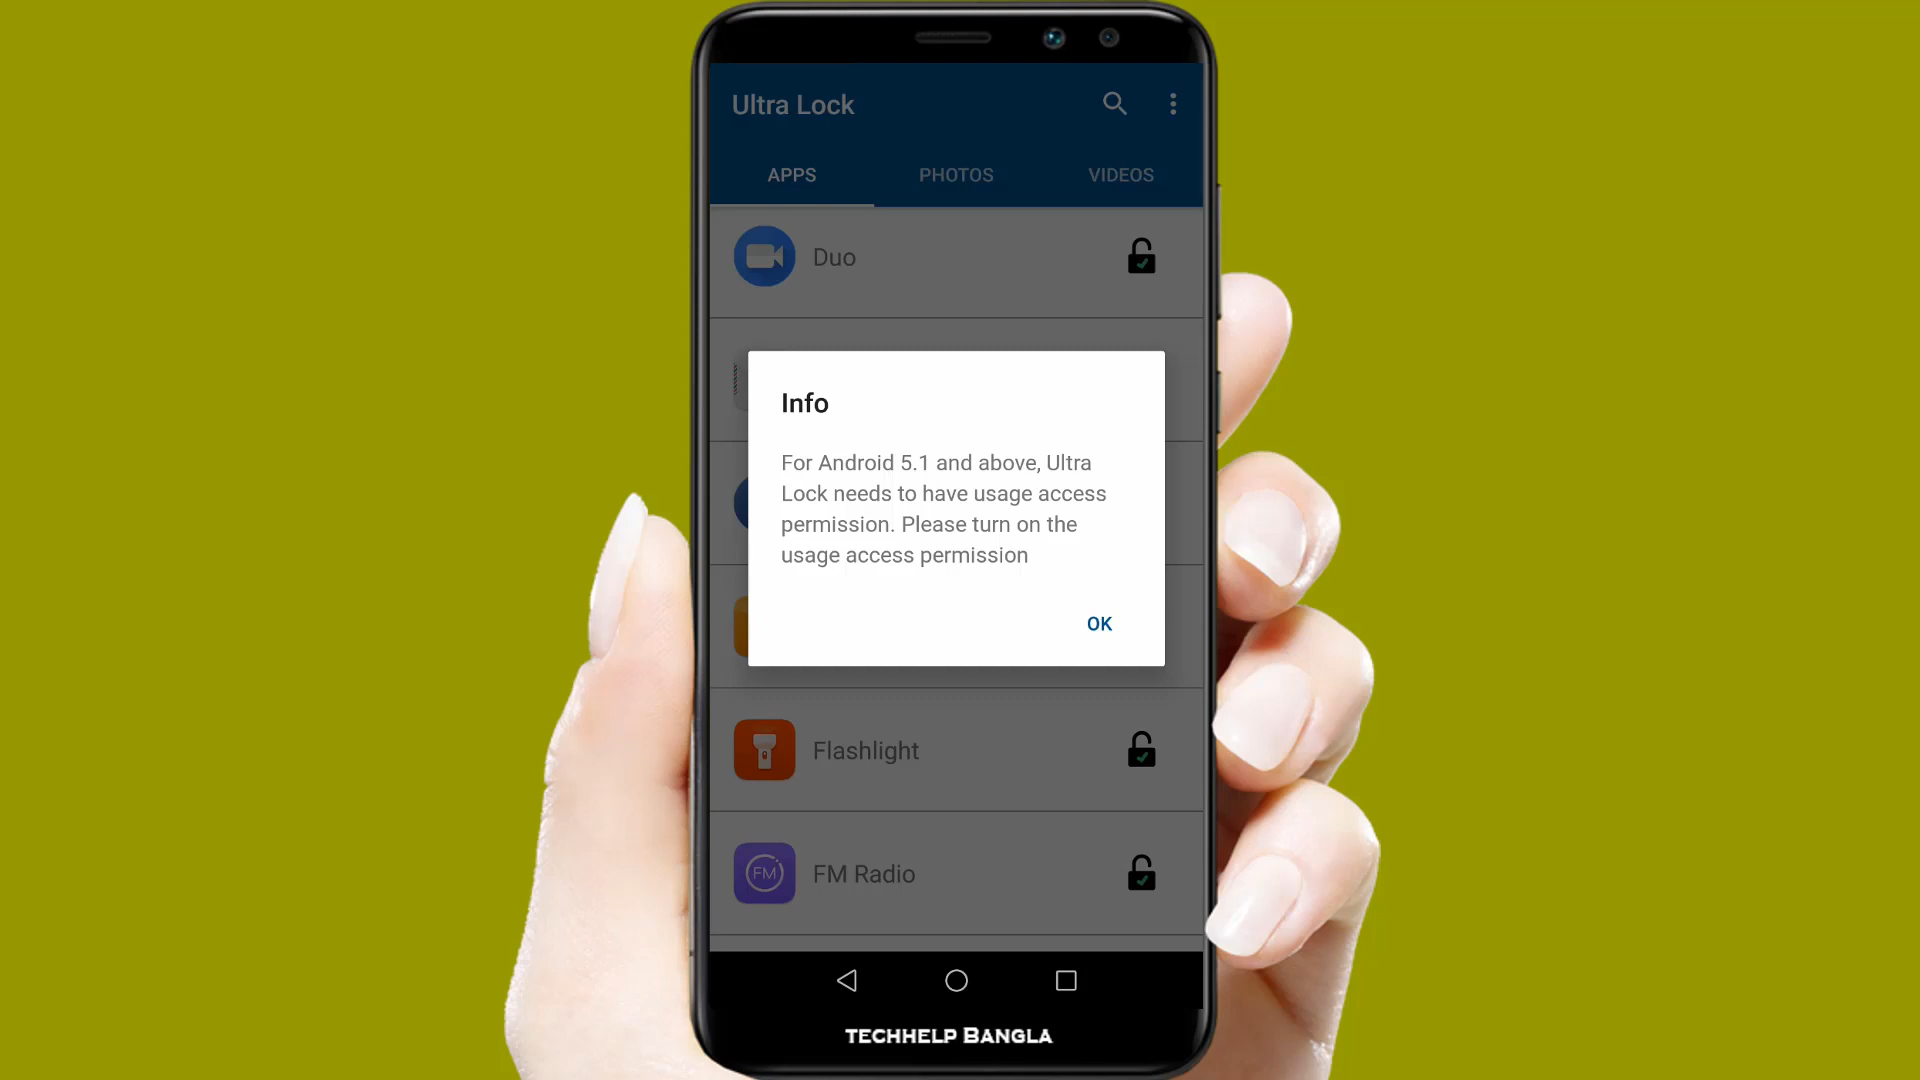 Ultra Lock
APPS PHOTOS VIDEOS
Duo
Info
For Android 5.1 and above, Ultra
Lock needs to have usage access
permission. Please turn on the
usage access permission
OK
Flashlight
FM
FM Radio
TECHHELP BANGLA